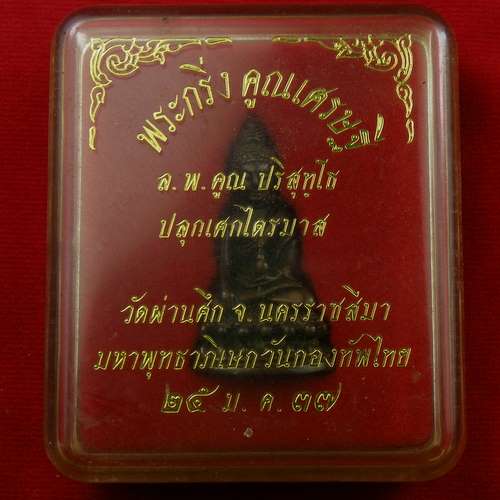 พระกริ่ง คูณเศรษฐี
ล.พ.คูณ ปริสุทฺโธ
ปลุกเศกไตรมาส
วัดผ่านศึก จ.นครราชสีมา
มหาพุทธาภิเษกวันกองทัพไทย
๒๕ ม.ค.๓๗